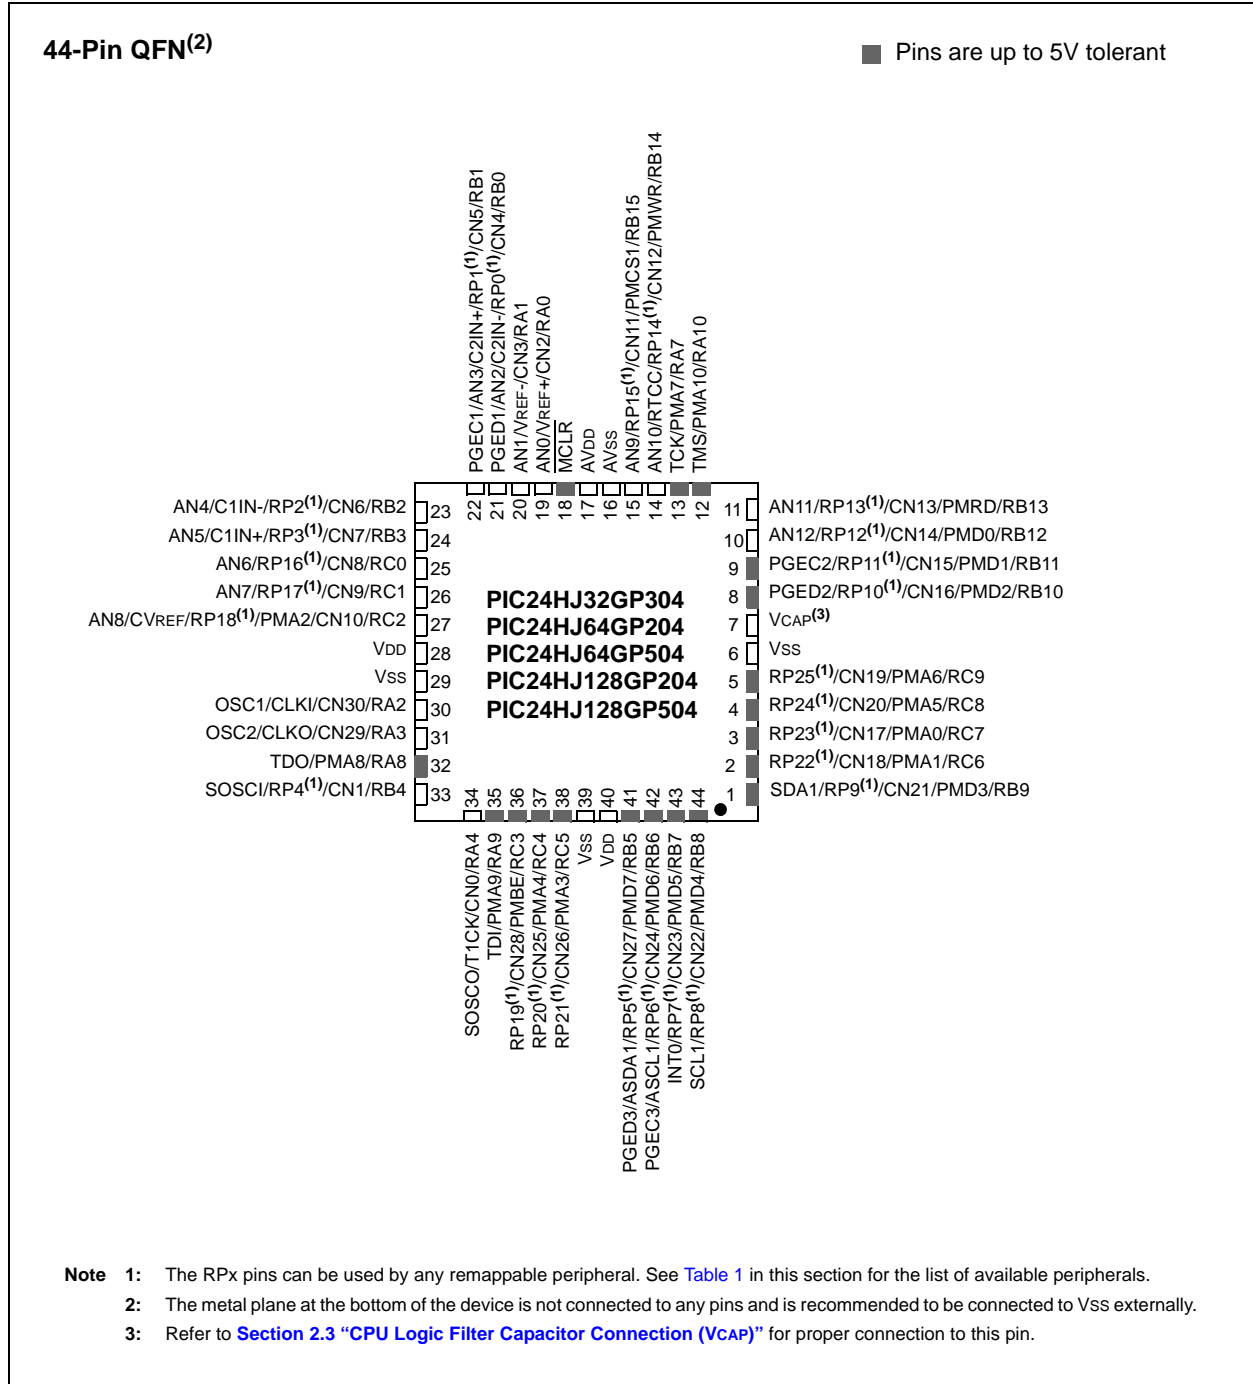 44-Pin QFN(2)
Pins are up to 5V tolerant
PGEC1/AN3/C2IN+/RP1(1)/CN5/RB1
PGED1/AN2/C2IN-/RP0(1)/CN4/RB0
AN1/VREF-/CN3/RA1
AN0/VREF+/CN2/RA0
MCLR
AVDD
AVSS
AN9/RP15(1)/CN11/PMCS1/RB15
AN10/RTCC/RP14(1)/CN12/PMWR/RB14
TCK/PMA7/RA7
TMS/PMA10/RA10
22 21 20 19 18 17 16 15 14 13 12
AN4/C1IN-/RP2(1)/CN6/RB2 23
AN5/C1IN+/RP3(1)/CN7/RB3 24
AN6/RP16(1)/CN8/RC0 25
AN7/RP17(1)/CN9/RC1 26
AN8/CVREF/RP18(1)/PMA2/CN10/RC2 27
VDD 28
VSS 29
OSC1/CLKI/CN30/RA2 30
OSC2/CLKO/CN29/RA3 31
TDO/PMA8/RA8 32
SOSCI/RP4(1)/CN1/RB4 33
PIC24HJ32GP304
PIC24HJ64GP204
PIC24HJ64GP504
PIC24HJ128GP204
PIC24HJ128GP504
11 AN11/RP13(1)/CN13/PMRD/RB13
10 AN12/RP12(1)/CN14/PMD0/RB12
9 PGEC2/RP11(1)/CN15/PMD1/RB11
8 PGED2/RP10(1)/CN16/PMD2/RB10
7 VCAP(3)
6 VSS
5 RP25(1)/CN19/PMA6/RC9
4 RP24(1)/CN20/PMA5/RC8
3 RP23(1)/CN17/PMA0/RC7
2 RP22(1)/CN18/PMA1/RC6
1 SDA1/RP9(1)/CN21/PMD3/RB9
34 35 36 37 38 39 40 41 42 43 44
SOSCO/T1CK/CN0/RA4
TDI/PMA9/RA9
RP19(1)/CN28/PMBE/RC3
RP20(1)/CN25/PMA4/RC4
RP21(1)/CN26/PMA3/RC5
VSS
VDD
PGED3/ASDA1/RP5(1)/CN27/PMD7/RB5
PGEC3/ASCL1/RP6(1)/CN24/PMD6/RB6
INT0/RP7(1)/CN23/PMD5/RB7
SCL1/RP8(1)/CN22/PMD4/RB8
Note 1: The RPx pins can be used by any remappable peripheral. See Table 1 in this section for the list of available peripherals.
2: The metal plane at the bottom of the device is not connected to any pins and is recommended to be connected to VSS externally.
3: Refer to Section 2.3 “CPU Logic Filter Capacitor Connection (VCAP)” for proper connection to this pin.